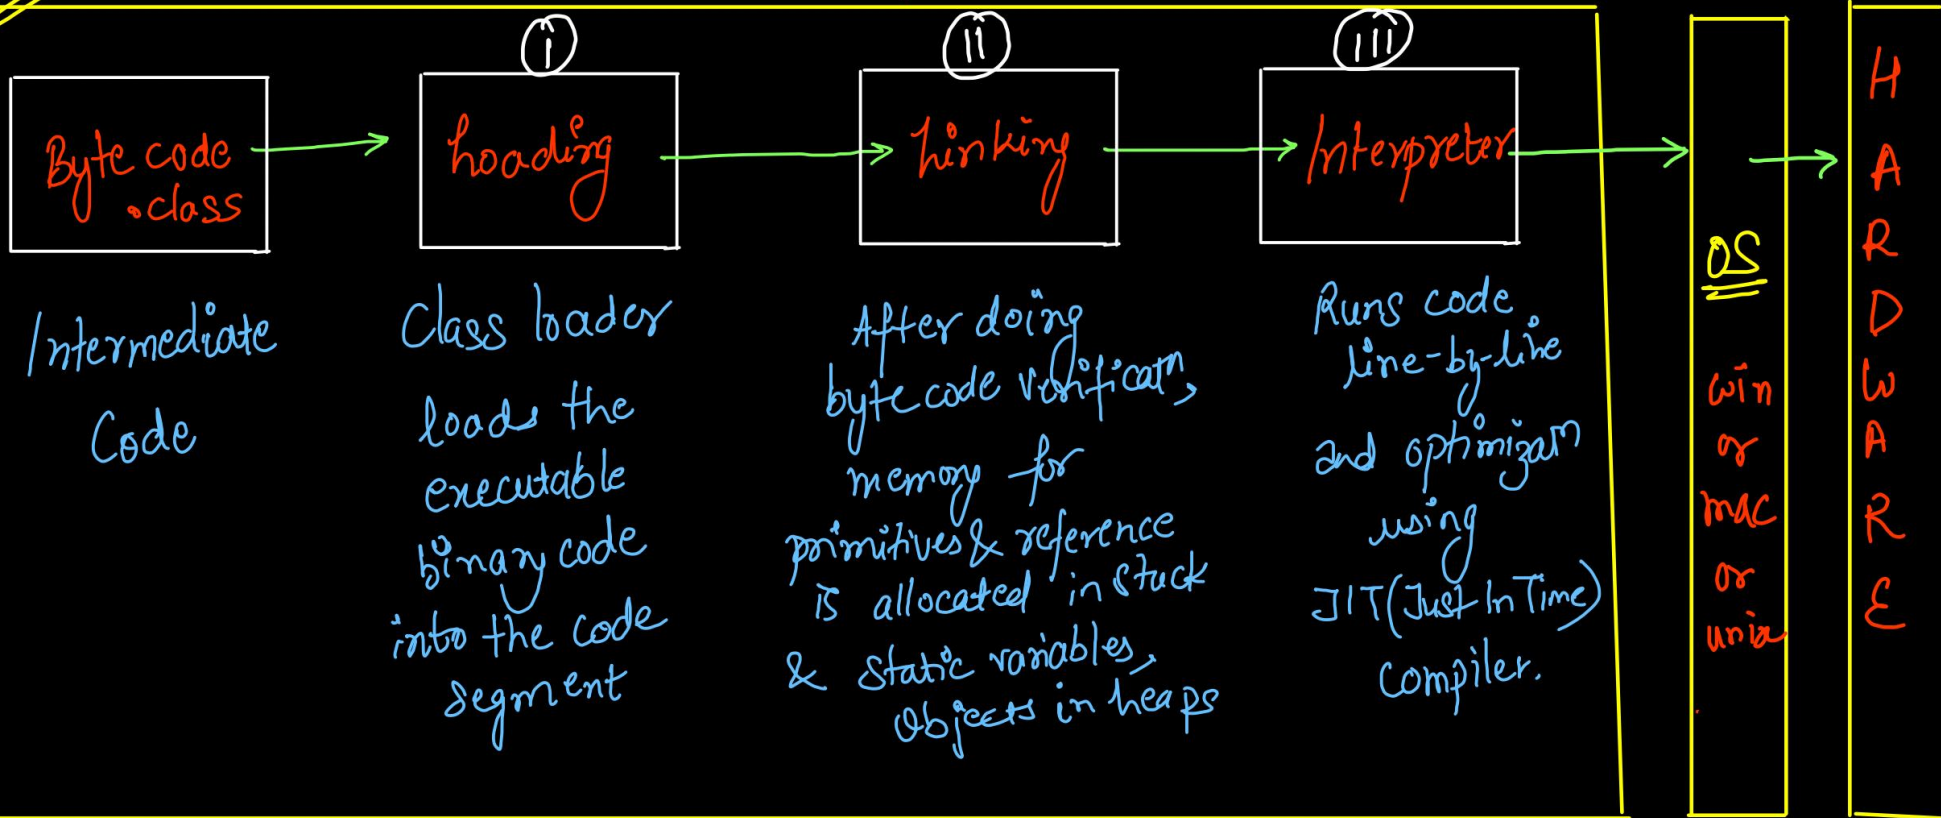 i
ii
iii
Byte code
.class
Loading
Linking
Interpreter
Intermediate
Code
Class loader
loads the
executable
binary code
into the code
segment
After doing
byte code verificatn,
memory for
primitives & reference
is allocated in stack
& static variables,
Objects in heaps
Runs code
line-by-line
and optimizatn
using
JIT (Just In Time)
Compiler.
OS
win
or
mac
or
unix
H
A
R
D
W
A
R
E